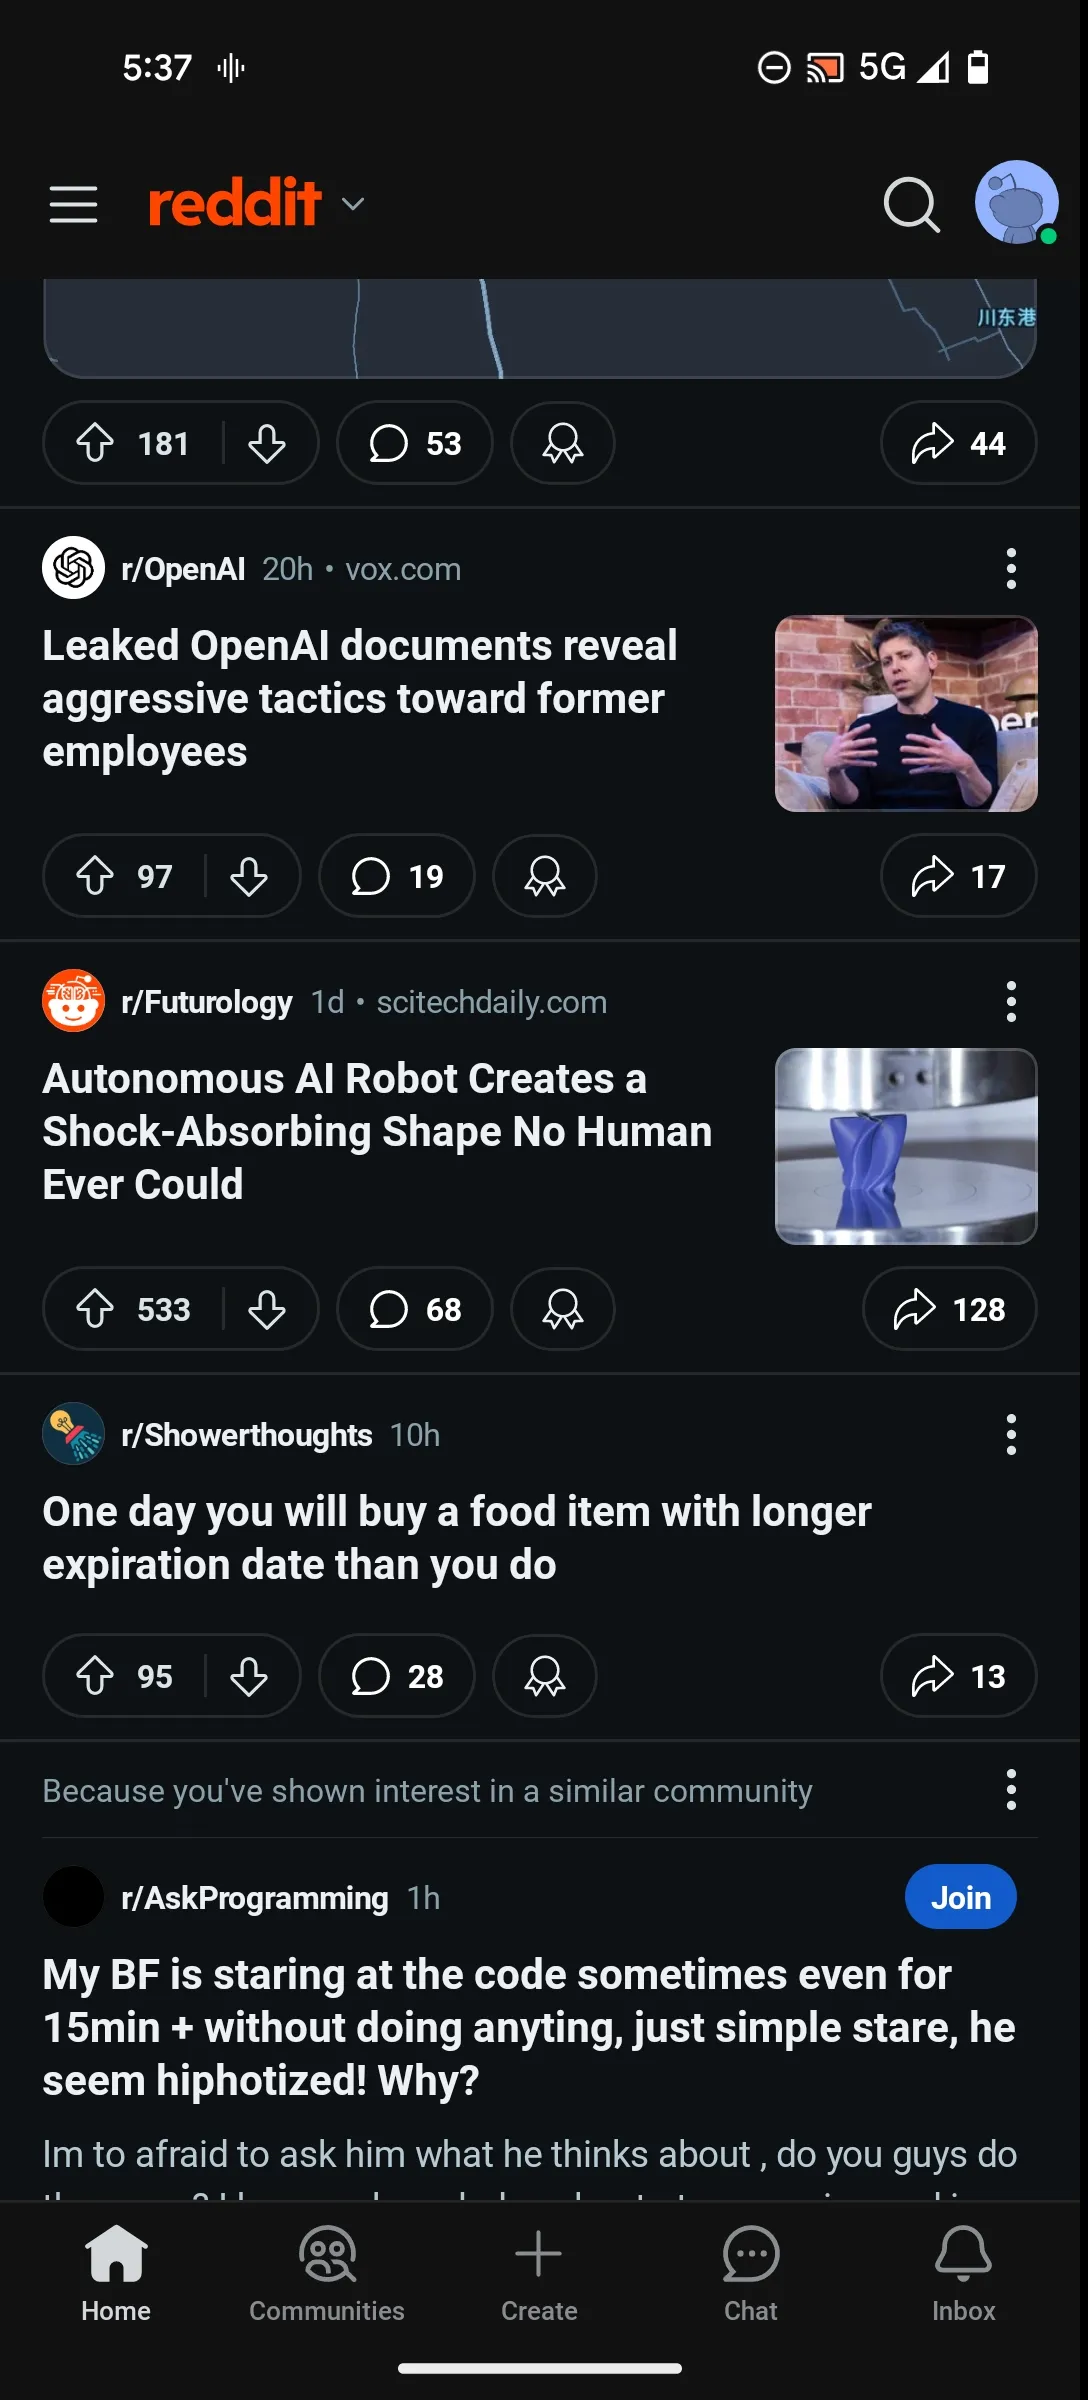 5:37 5G
reddit
川东港
181 53 44
r/OpenAI 20h • vox.com
Leaked OpenAI documents reveal
aggressive tactics toward former
employees
ber
97 19 17
r/Futurology 1d • scitechdaily.com
Autonomous AI Robot Creates a
Shock-Absorbing Shape No Human
Ever Could
533 68 128
r/Showerthoughts 10h
One day you will buy a food item with longer
expiration date than you do
95 28 13
Because you've shown interest in a similar community
r/AskProgramming 1h Join
My BF is staring at the code sometimes even for
15min + without doing anyting, just simple stare, he
seem hiphotized! Why?
Im to afraid to ask him what he thinks about , do you guys do
Home Communities Create Chat Inbox